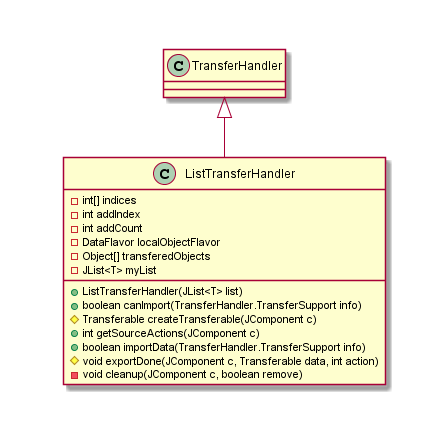 C TransferHandler
C ListTransferHandler
int[] indices
int addIndex
int addCount
DataFlavor localObjectFlavor
Object[] transferedObjects
JList<T> myList
ListTransferHandler(JList<T> list)
boolean canImport(TransferHandler.TransferSupport info)
Transferable createTransferable(JComponent c)
int getSourceActions(JComponent c)
boolean importData(TransferHandler.TransferSupport info)
void exportDone(JComponent c, Transferable data, int action)
void cleanup(JComponent c, boolean remove)